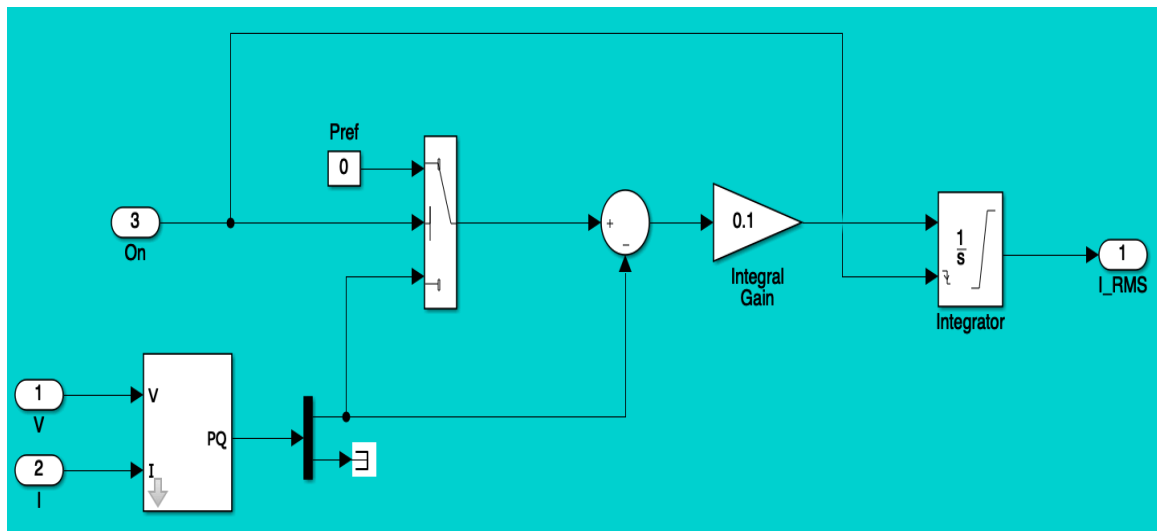 Pref
0
3
On
+
−
0.1
Integral
Gain
1
s
Integrator
1
I_RMS
1
V
2
I
V
I
PQ